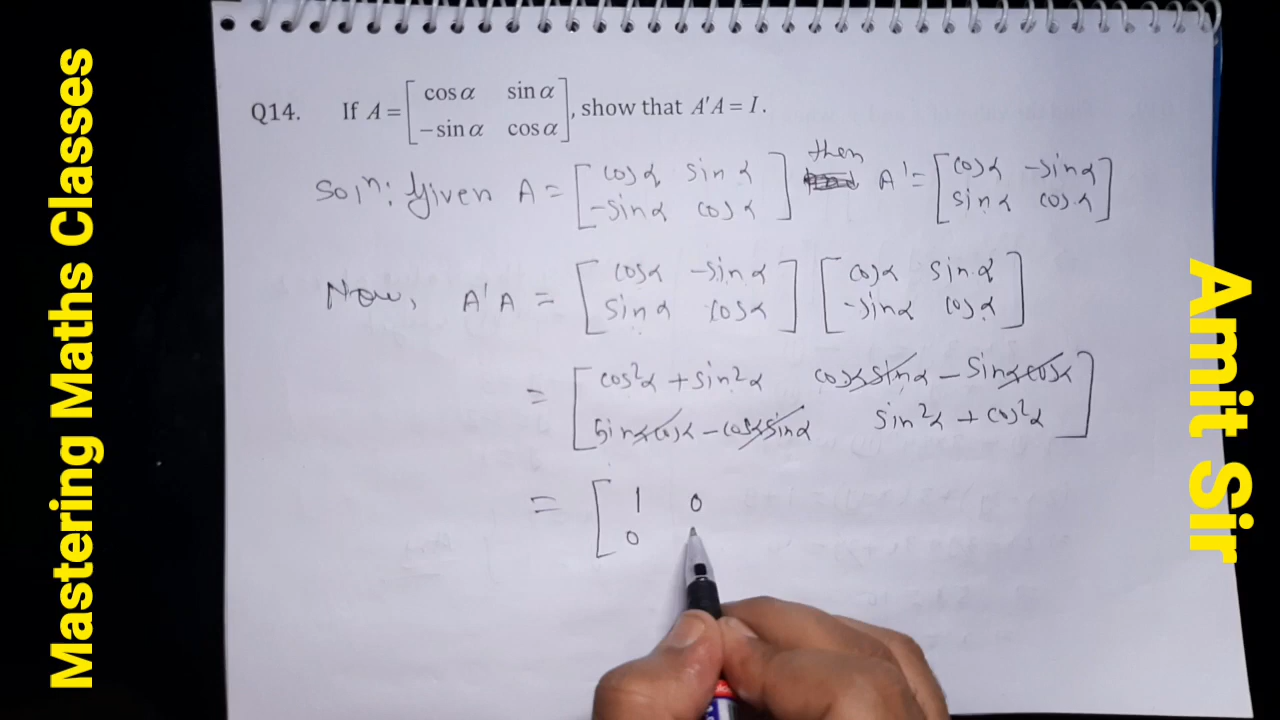 Mastering Maths Classes
Q14. If A = [cos α sin α; −sin α cos α], show that A'A = I.
Soln: Given A = [cos α sin α; -sin α cos α] then A' = [cos α -sin α; sin α cos α]
Now, A'A = [cos α -sin α; sin α cos α] [cos α sin α; -sin α cos α]
= [cos²α + sin²α cos α sin α - sin α cos α; sin α cos α - cos α sin α sin²α + cos²α]
= [1 0; 0
Amit Sir